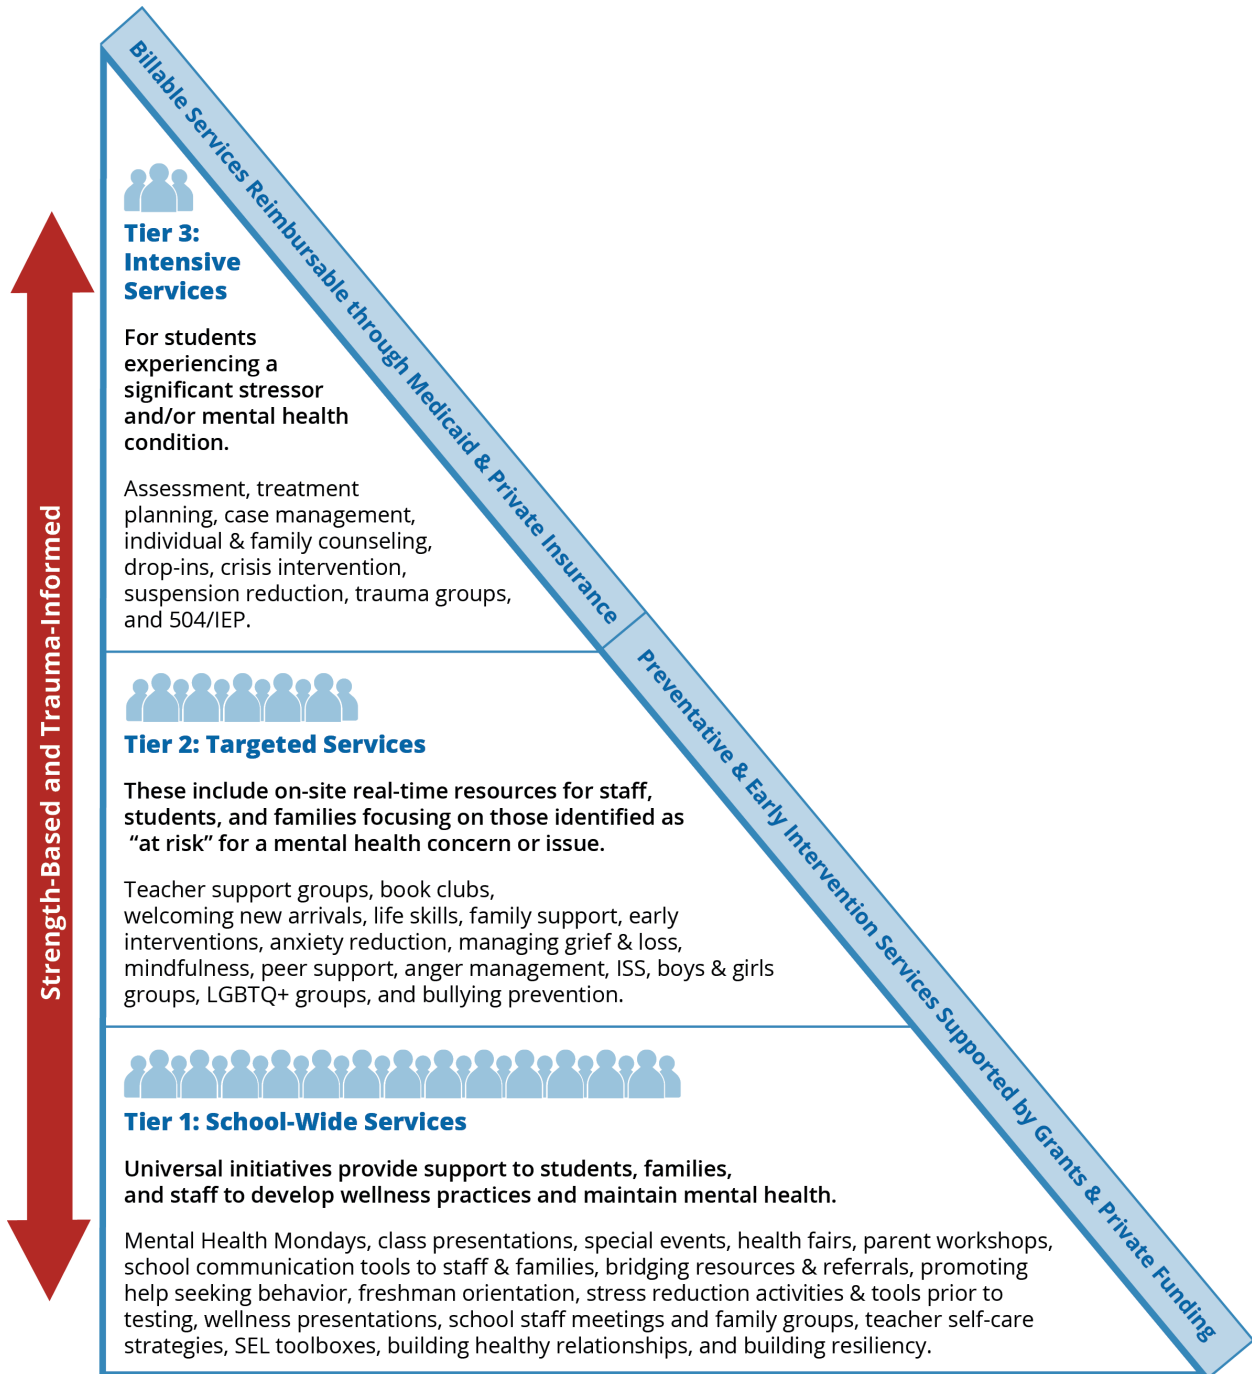 Billable Services Reimbursable through Medicaid & Private Insurance
Preventative & Early Intervention Services Supported by Grants & Private Funding
Strength-Based and Trauma-Informed
Tier 3:
Intensive
Services
For students
experiencing a
significant stressor
and/or mental health
condition.
Assessment, treatment
planning, case management,
individual & family counseling,
drop-ins, crisis intervention,
suspension reduction, trauma groups,
and 504/IEP.
Tier 2: Targeted Services
These include on-site real-time resources for staff,
students, and families focusing on those identified as
“at risk” for a mental health concern or issue.
Teacher support groups, book clubs,
welcoming new arrivals, life skills, family support, early
interventions, anxiety reduction, managing grief & loss,
mindfulness, peer support, anger management, ISS, boys & girls
groups, LGBTQ+ groups, and bullying prevention.
Tier 1: School-Wide Services
Universal initiatives provide support to students, families,
and staff to develop wellness practices and maintain mental health.
Mental Health Mondays, class presentations, special events, health fairs, parent workshops,
school communication tools to staff & families, bridging resources & referrals, promoting
help seeking behavior, freshman orientation, stress reduction activities & tools prior to
testing, wellness presentations, school staff meetings and family groups, teacher self-care
strategies, SEL toolboxes, building healthy relationships, and building resiliency.